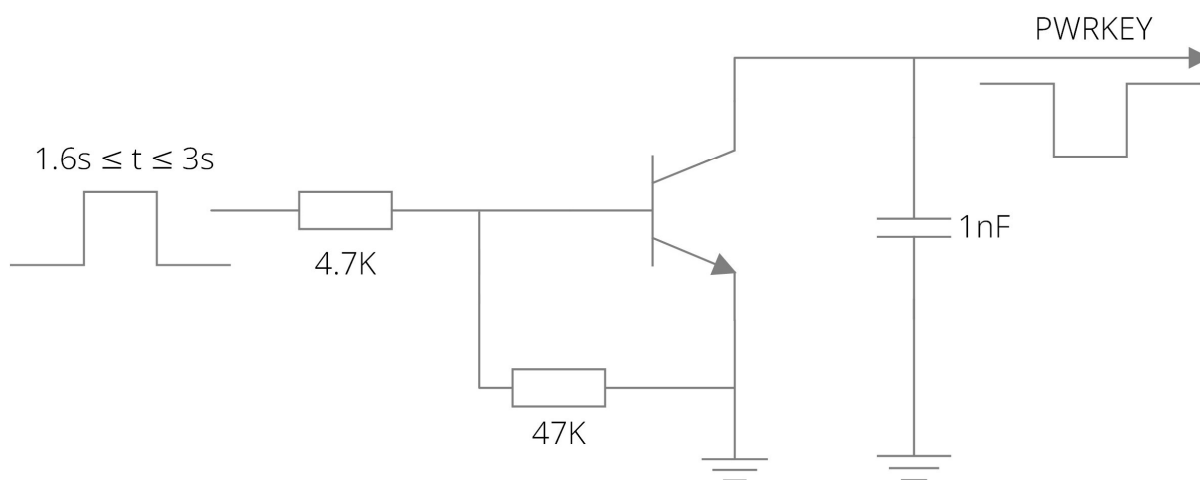 PWRKEY
1.6s ≤ t ≤ 3s
1nF
4.7K
47K